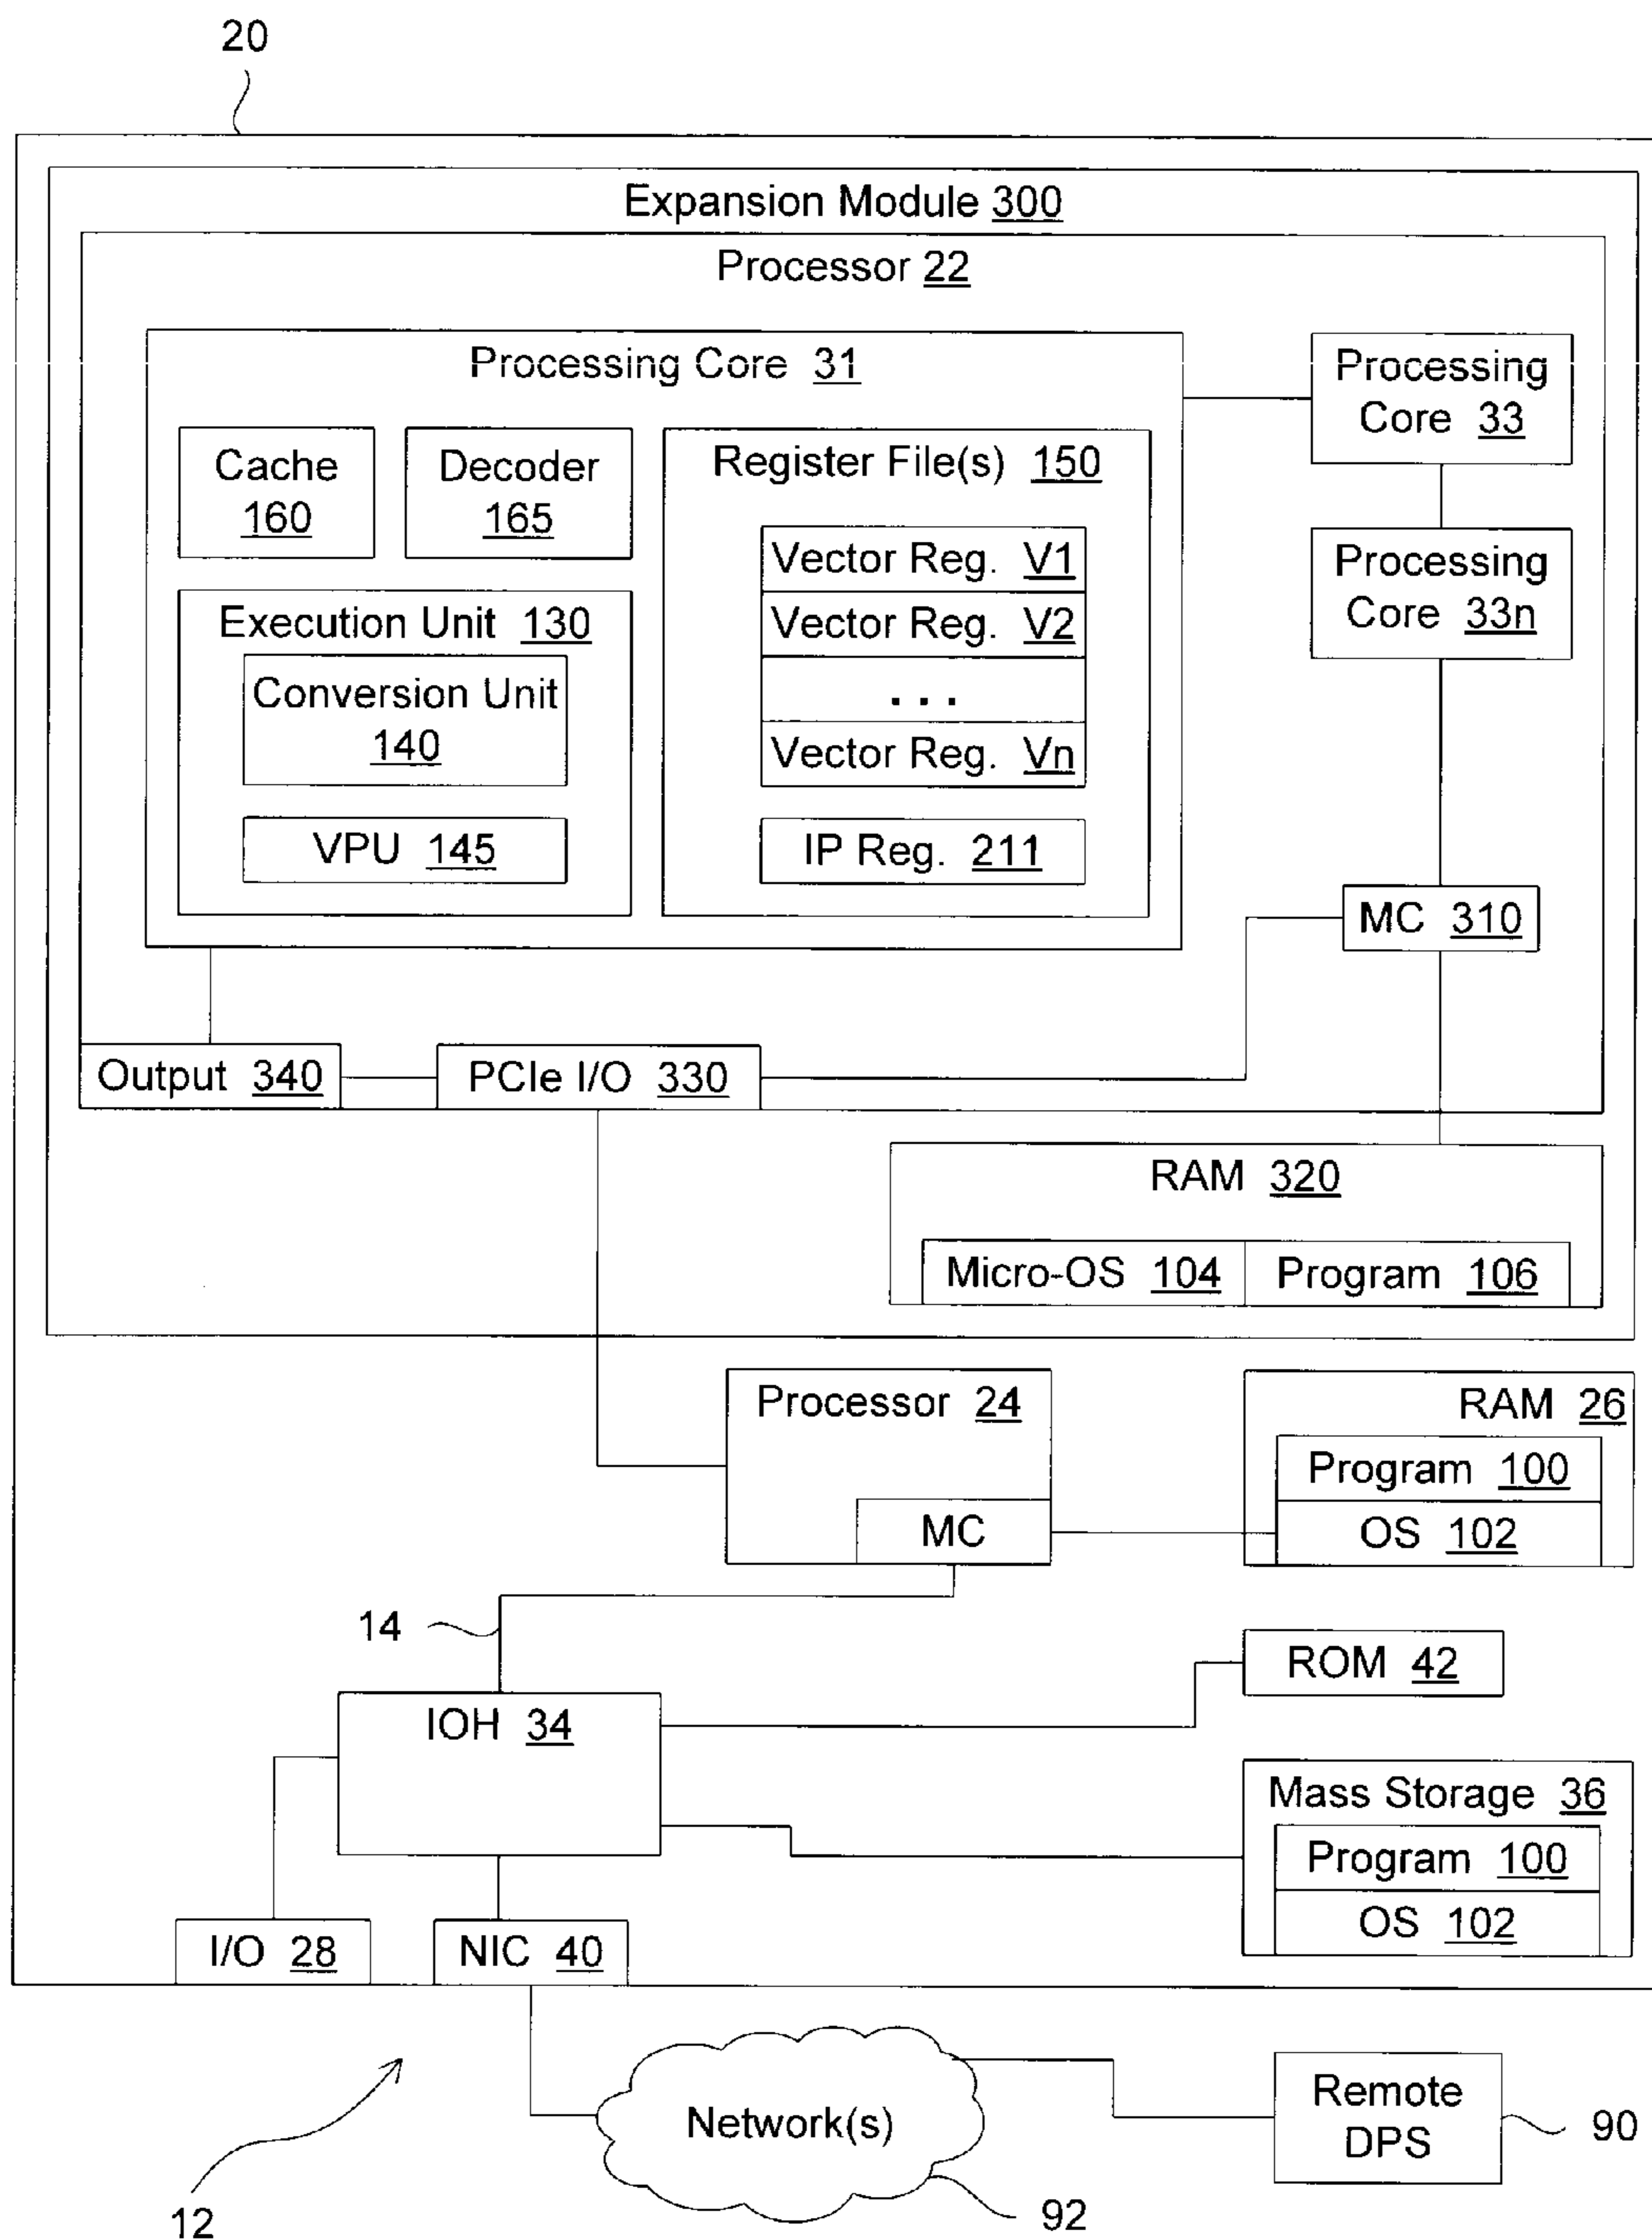 20
Expansion Module 300
Processor 22
Processing Core 31
Processing
Core 33
Cache
160
Decoder
165
Register File(s) 150
Vector Reg. V1
Vector Reg. V2
...
Vector Reg. Vn
IP Reg. 211
Processing
Core 33n
Execution Unit 130
Conversion Unit
140
VPU 145
MC 310
Output 340
PCIe I/O 330
RAM 320
Micro-OS 104
Program 106
Processor 24
MC
RAM 26
Program 100
OS 102
14
IOH 34
ROM 42
Mass Storage 36
Program 100
OS 102
I/O 28
NIC 40
Network(s)
Remote
DPS
90
92
12